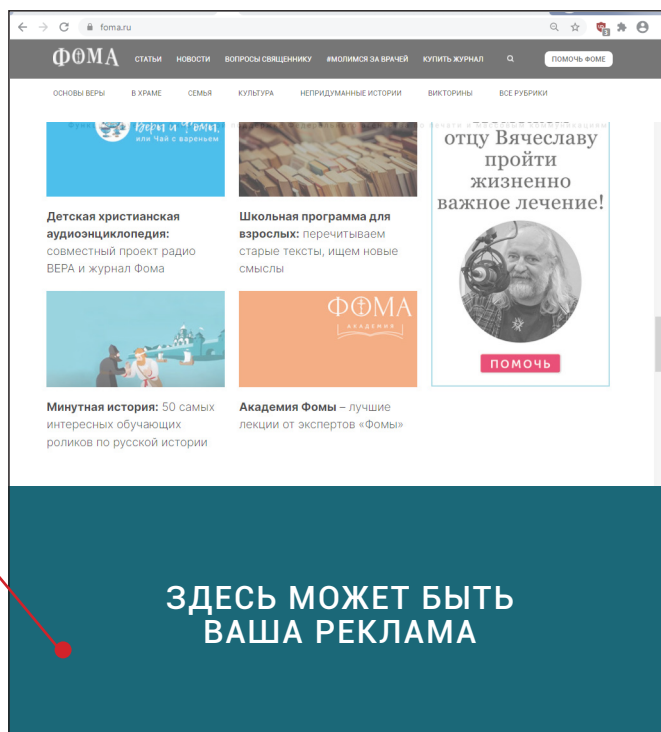 foma.ru
3
ФОМА
СТАТЬИ НОВОСТИ ВОПРОСЫ СВЯЩЕННИКУ #МОЛИМСЯ ЗА ВРАЧЕЙ КУПИТЬ ЖУРНАЛ ПОМОЧЬ ФОМЕ
ОСНОВЫ ВЕРЫ В ХРАМЕ СЕМЬЯ КУЛЬТУРА НЕПРИДУМАННЫЕ ИСТОРИИ ВИКТОРИНЫ ВСЕ РУБРИКИ
Веры и Фомы,
или Чай с вареньем
Детская христианская
аудиоэнциклопедия:
совместный проект радио
ВЕРА и журнал Фома
Школьная программа для
взрослых: перечитываем
старые тексты, ищем новые
смыслы
отцу Вячеславу
пройти
жизненно
важное лечение!
ПОМОЧЬ
ФОМА
АКАДЕМИЯ
Минутная история: 50 самых
интересных обучающих
роликов по русской истории
Академия Фомы – лучшие
лекции от экспертов «Фомы»
ЗДЕСЬ МОЖЕТ БЫТЬ
ВАША РЕКЛАМА